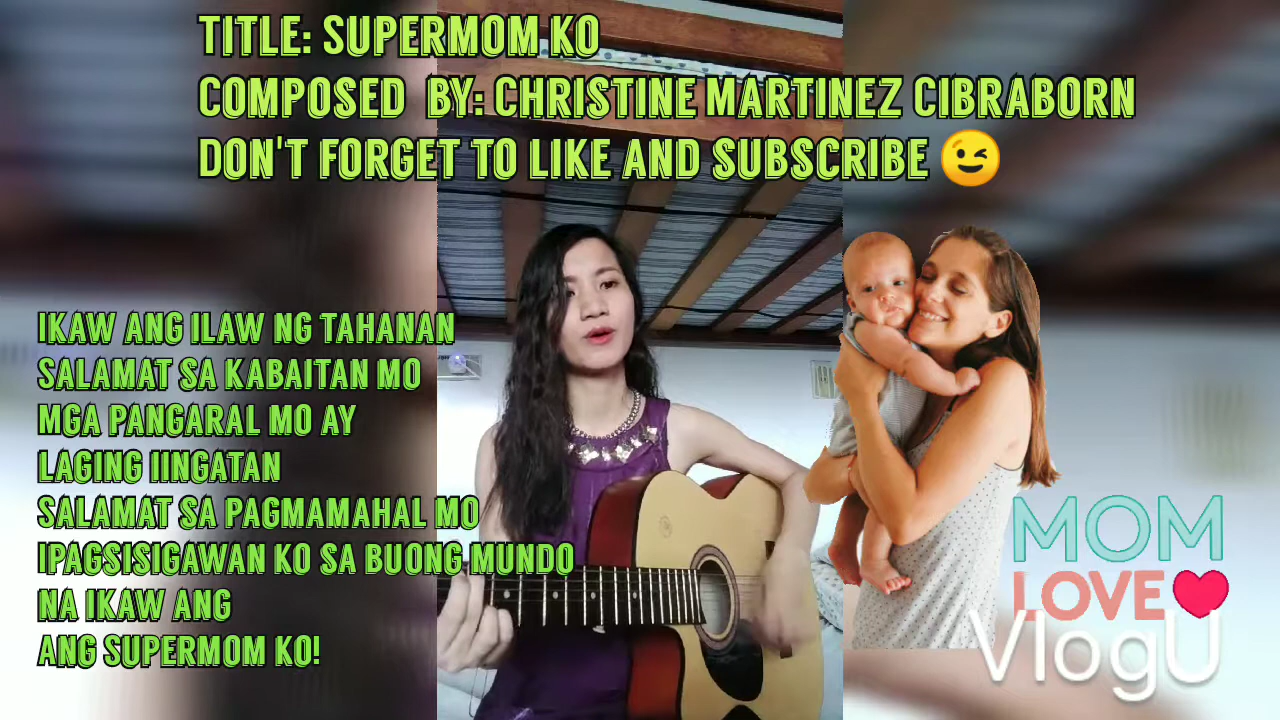 TITLE: SUPERMOM KO
COMPOSED BY: CHRISTINE MARTINEZ CIBRABORN
DON'T FORGET TO LIKE AND SUBSCRIBE 😉
IKAW ANG ILAW NG TAHANAN
SALAMAT SA KABAITAN MO
MGA PANGARAL MO AY
LAGING IINGATAN
SALAMAT SA PAGMAMAHAL MO
IPAGSISIGAWAN KO SA BUONG MUNDO
NA IKAW ANG
ANG SUPERMOM KO!
MOM
LOVE
VlogU